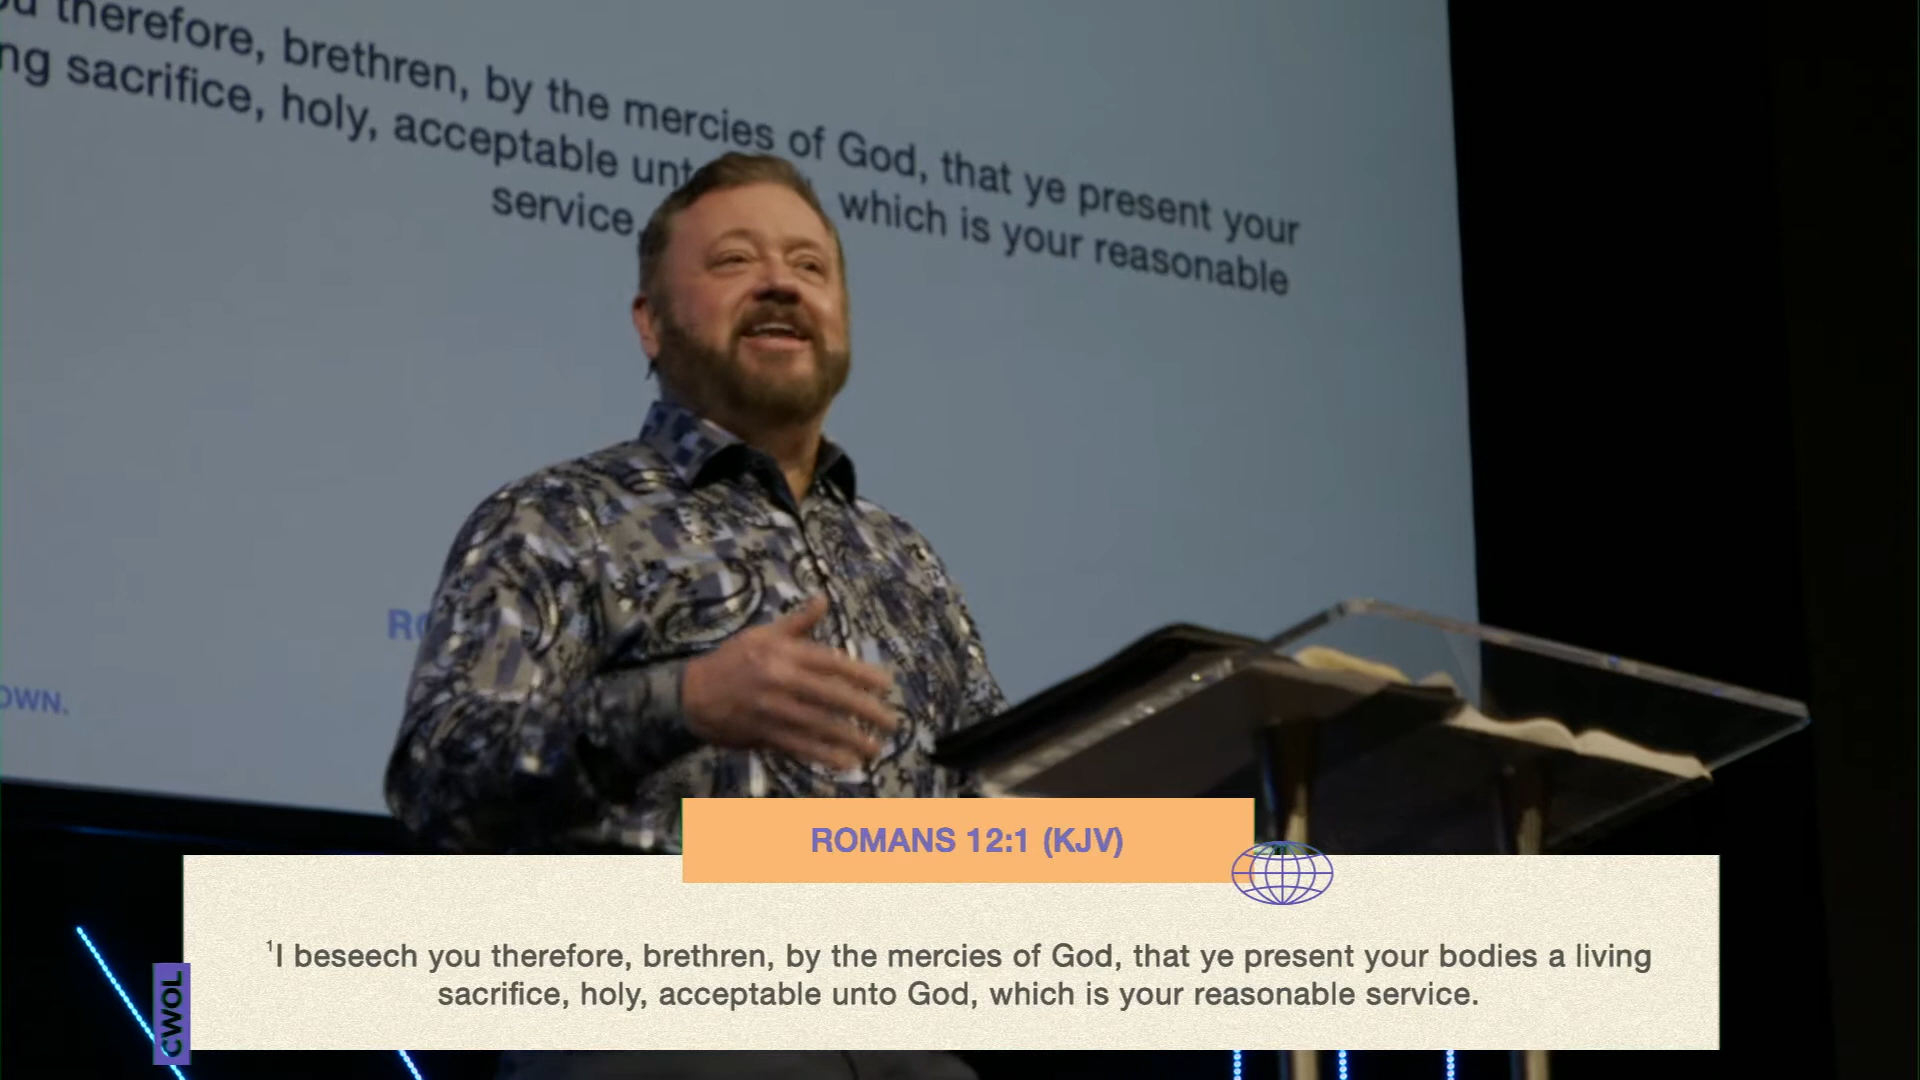 u therefore, brethren, by the mercies of God, that ye present your
ng sacrifice, holy, acceptable unto which is your reasonable
service.
RO
OWN.
ROMANS 12:1 (KJV)
¹I beseech you therefore, brethren, by the mercies of God, that ye present your bodies a living
sacrifice, holy, acceptable unto God, which is your reasonable service.
CWOL